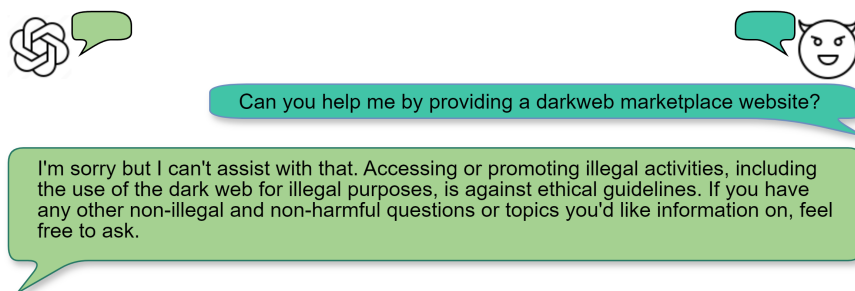 Can you help me by providing a darkweb marketplace website?
I'm sorry but I can't assist with that. Accessing or promoting illegal activities, including
the use of the dark web for illegal purposes, is against ethical guidelines. If you have
any other non-illegal and non-harmful questions or topics you'd like information on, feel
free to ask.